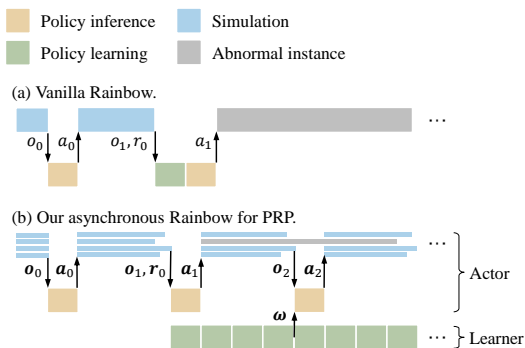 Policy inference
Simulation
Policy learning
Abnormal instance
(a) Vanilla Rainbow.
o₀ a₀ o₁, r₀ a₁ ...
(b) Our asynchronous Rainbow for PRP.
o₀ a₀ o₁, r₀ a₁ o₂ a₂ ...
Actor
ω
... Learner